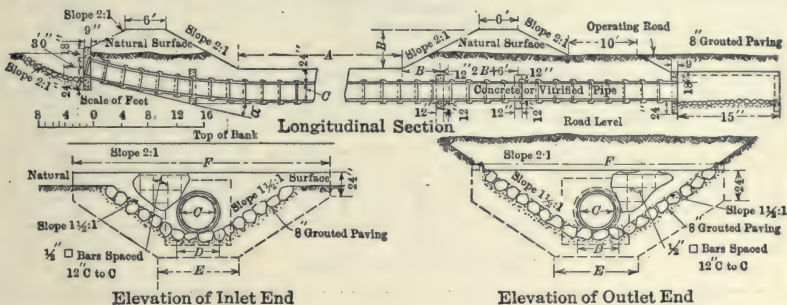 Slope 2:1
6'
9"
18"
30"
Natural Surface
Slope 2:1
Slope 2:1
24"
Scale of Feet
8 4 0 4 8 12 16
A
24"
C
G
B
Slope 2:1
6'
Natural Surface
Slope 2:1
Operating Road
10'
8" Grouted Paving
9"
18"
B
12"
2 B+6'
12"
Concrete or Vitrified Pipe
12"
12"
12"
12"
24"
15"
Longitudinal Section
Top of Bank
Slope 2:1
F
Natural
Surface
24"
Slope 1½:1
Slope 1½:1
C
8" Grouted Paving
D
½" □ Bars Spaced
12" C to C
E
Elevation of Inlet End
Road Level
Slope 2:1
F
24"
Slope 1½:1
C
Slope 1½:1
8" Grouted Paving
D
½" □ Bars Spaced
12" C to C
E
Elevation of Outlet End